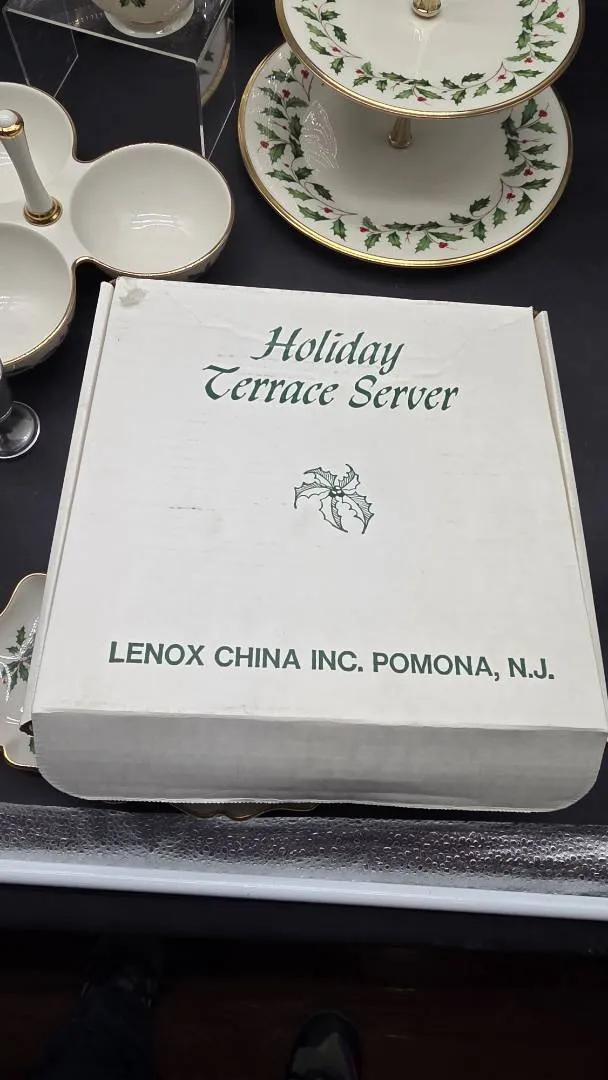 Holiday
Terrace Server
LENOX CHINA INC. POMONA, N.J.